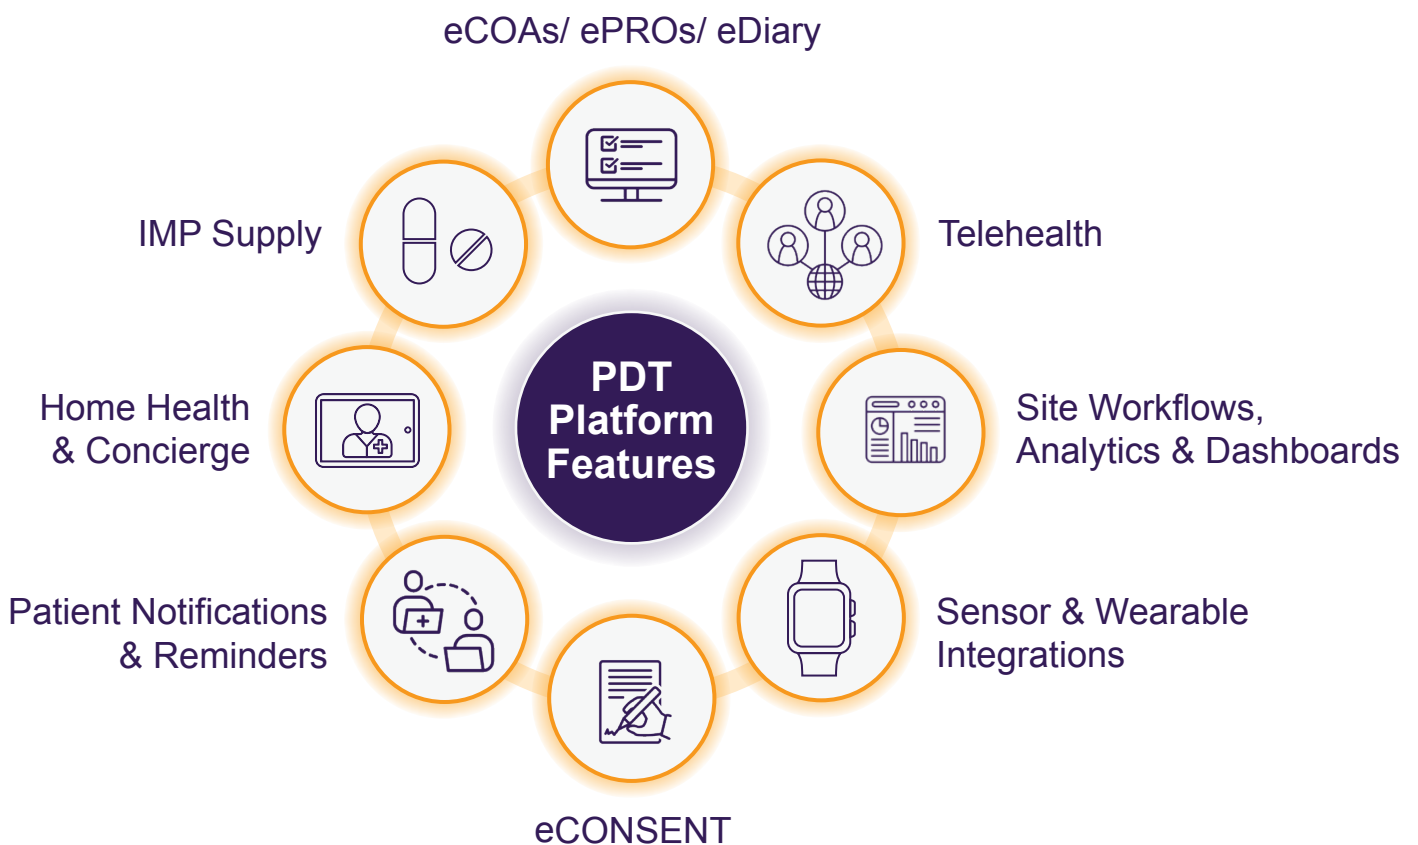 eCOAs/ ePROs/ eDiary
IMP Supply
Telehealth
PDT
Platform
Features
Home Health
& Concierge
Site Workflows,
Analytics & Dashboards
Patient Notifications
& Reminders
Sensor & Wearable
Integrations
eCONSENT